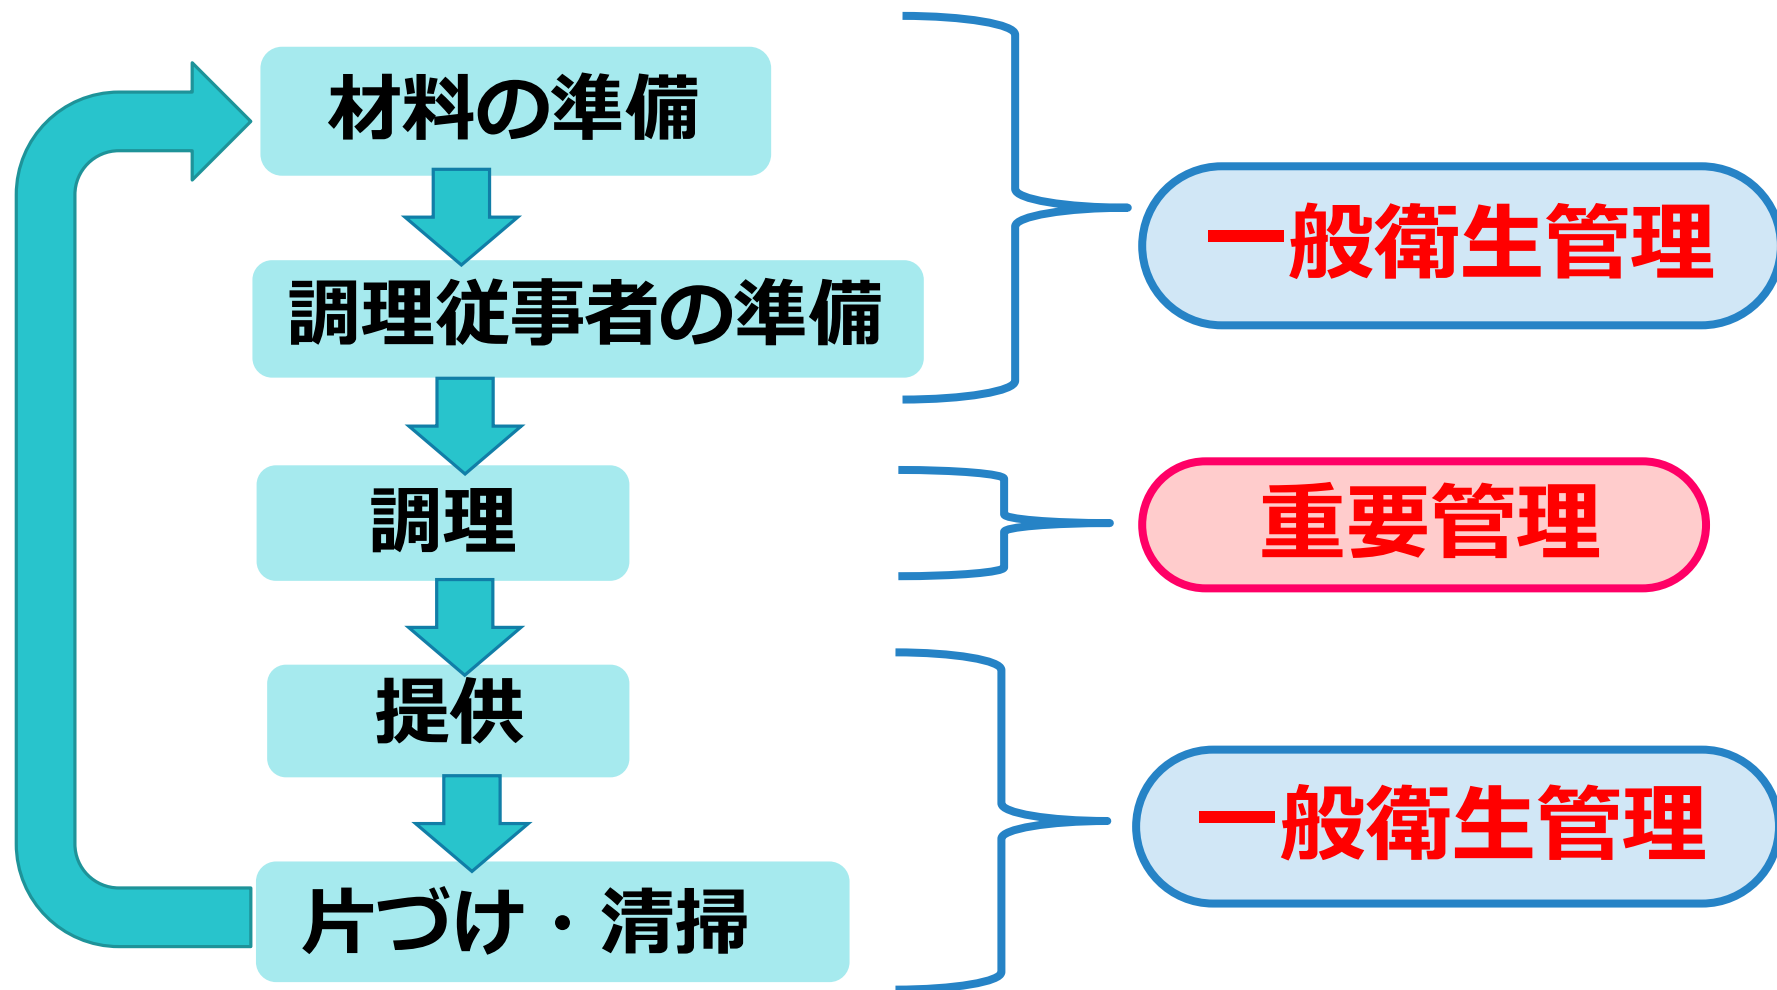 材料の準備
調理従事者の準備
一般衛生管理
調理
重要管理
提供
片づけ・清掃
一般衛生管理